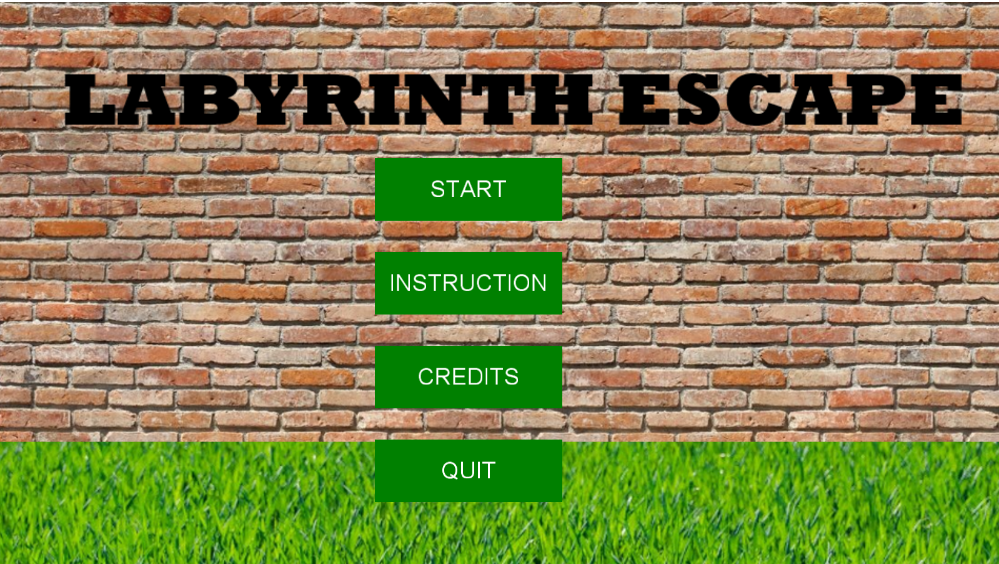 LABYRINTH ESCAPE
START
INSTRUCTION
CREDITS
QUIT